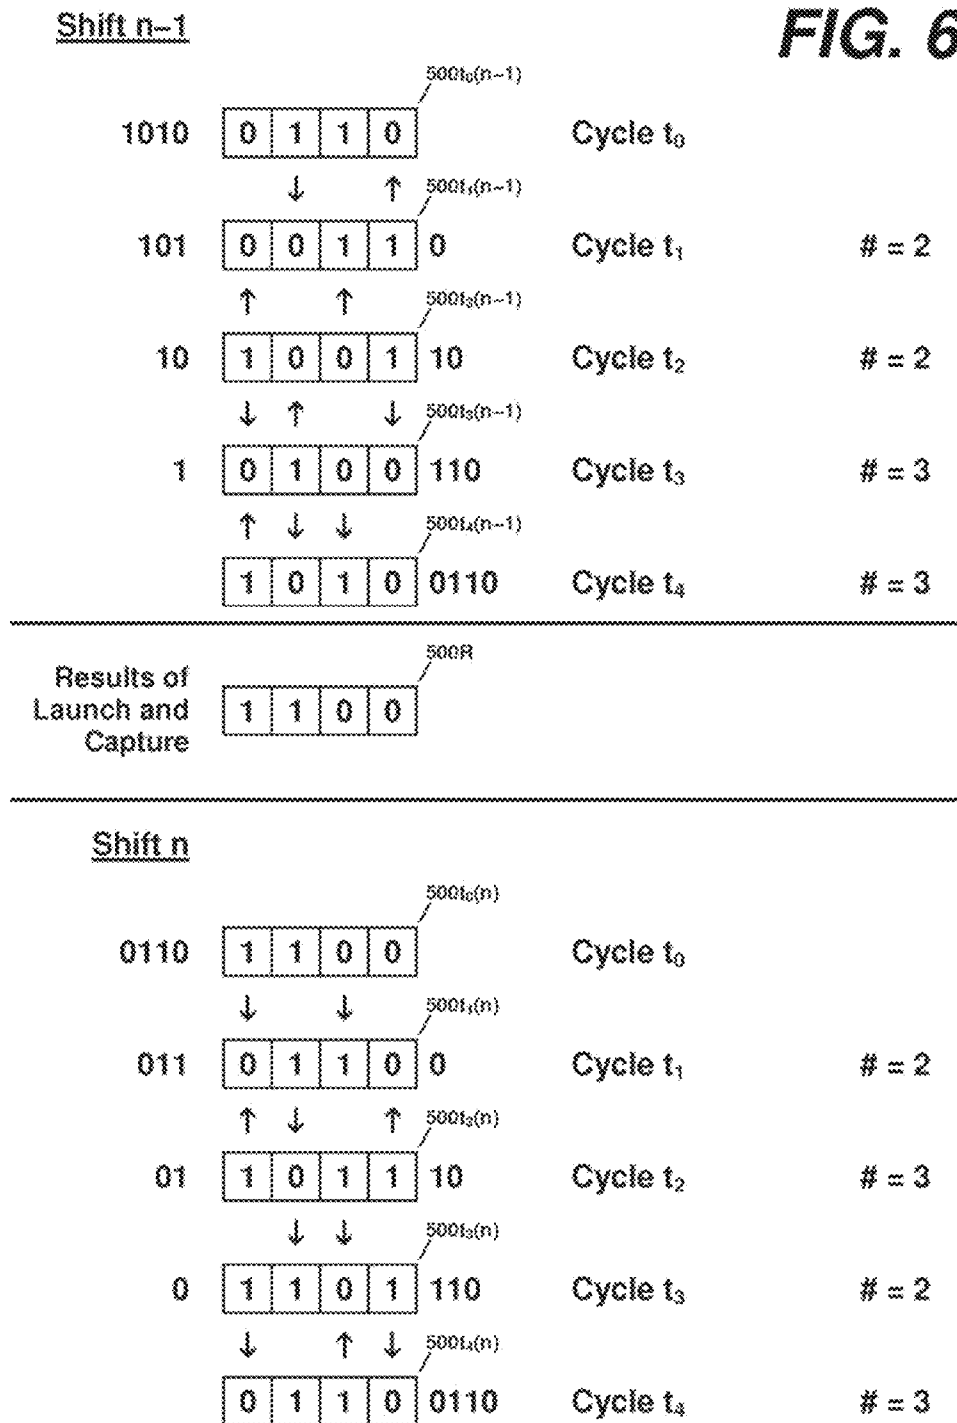 Shift n–1
FIG. 6
500t₀(n–1)
1010 0 1 1 0 Cycle t₀
↓ ↑ 500t₁(n–1)
101 0 0 1 1 0 Cycle t₁ # = 2
↑ ↑ 500t₃(n–1)
10 1 0 0 1 10 Cycle t₂ # = 2
↓ ↑ ↓ 500t₃(n–1)
1 0 1 0 0 110 Cycle t₃ # = 3
↑ ↓ ↓ 500t₄(n–1)
1 0 1 0 0110 Cycle t₄ # = 3
500R
Results of
Launch and
Capture
1 1 0 0
Shift n
500t₀(n)
0110 1 1 0 0 Cycle t₀
↓ ↓ 500t₁(n)
011 0 1 1 0 0 Cycle t₁ # = 2
↑ ↓ ↑ 500t₂(n)
01 1 0 1 1 10 Cycle t₂ # = 3
↓ ↓ 500t₃(n)
0 1 1 0 1 110 Cycle t₃ # = 2
↓ ↑ ↓ 500t₄(n)
0 1 1 0 0110 Cycle t₄ # = 3